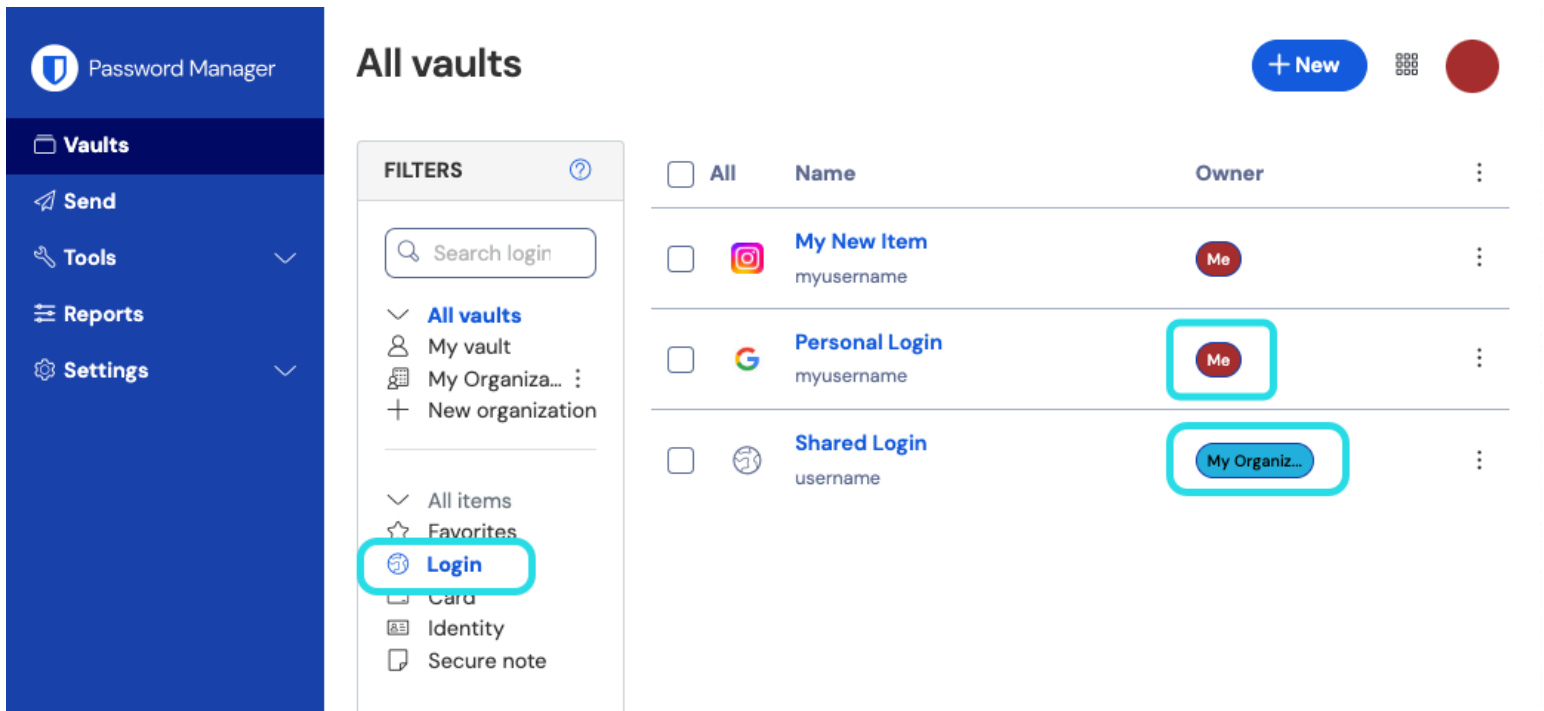 Password Manager
Vaults
Send
Tools
Reports
Settings
All vaults
New
FILTERS
Search login
All vaults
My vault
My Organiza...
New organization
All items
Favorites
Login
Card
Identity
Secure note
All Name Owner
My New Item
myusername
Me
Personal Login
myusername
Me
Shared Login
username
My Organiz...